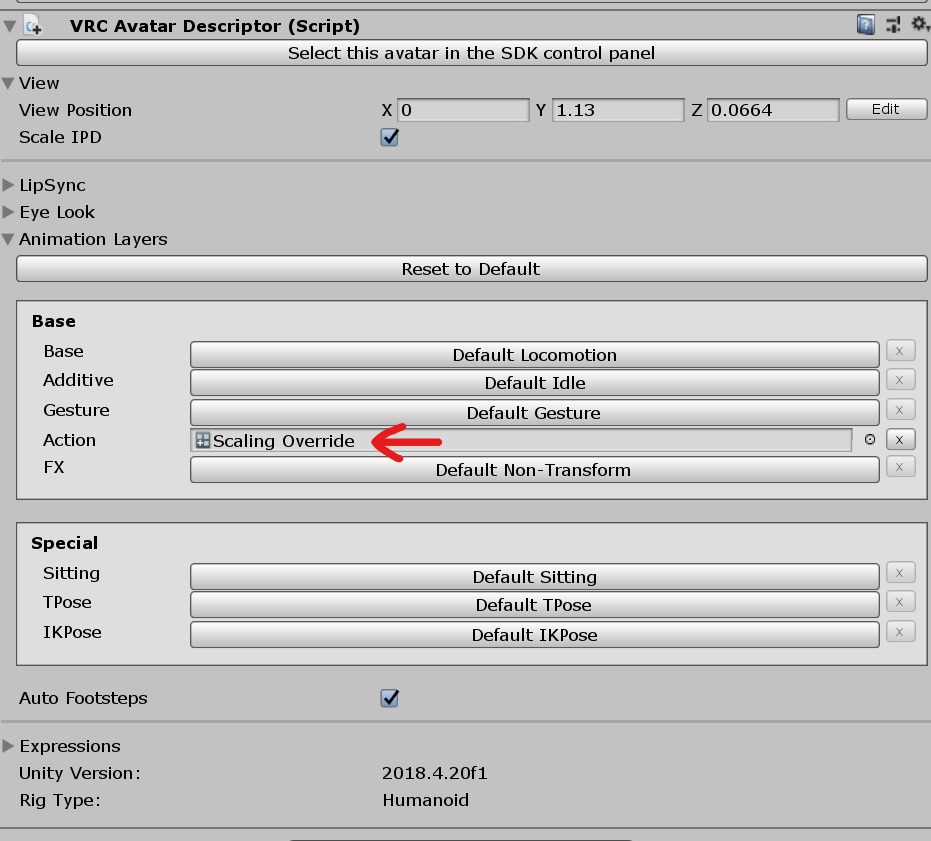 VRC Avatar Descriptor (Script)
Select this avatar in the SDK control panel
View
View Position X 0 Y 1.13 Z 0.0664 Edit
Scale IPD
LipSync
Eye Look
Animation Layers
Reset to Default
Base
Base Default Locomotion x
Additive Default Idle x
Gesture Default Gesture x
Action Scaling Override x
FX Default Non-Transform x
Special
Sitting Default Sitting x
TPose Default TPose x
IKPose Default IKPose x
Auto Footsteps
Expressions
Unity Version: 2018.4.20f1
Rig Type: Humanoid